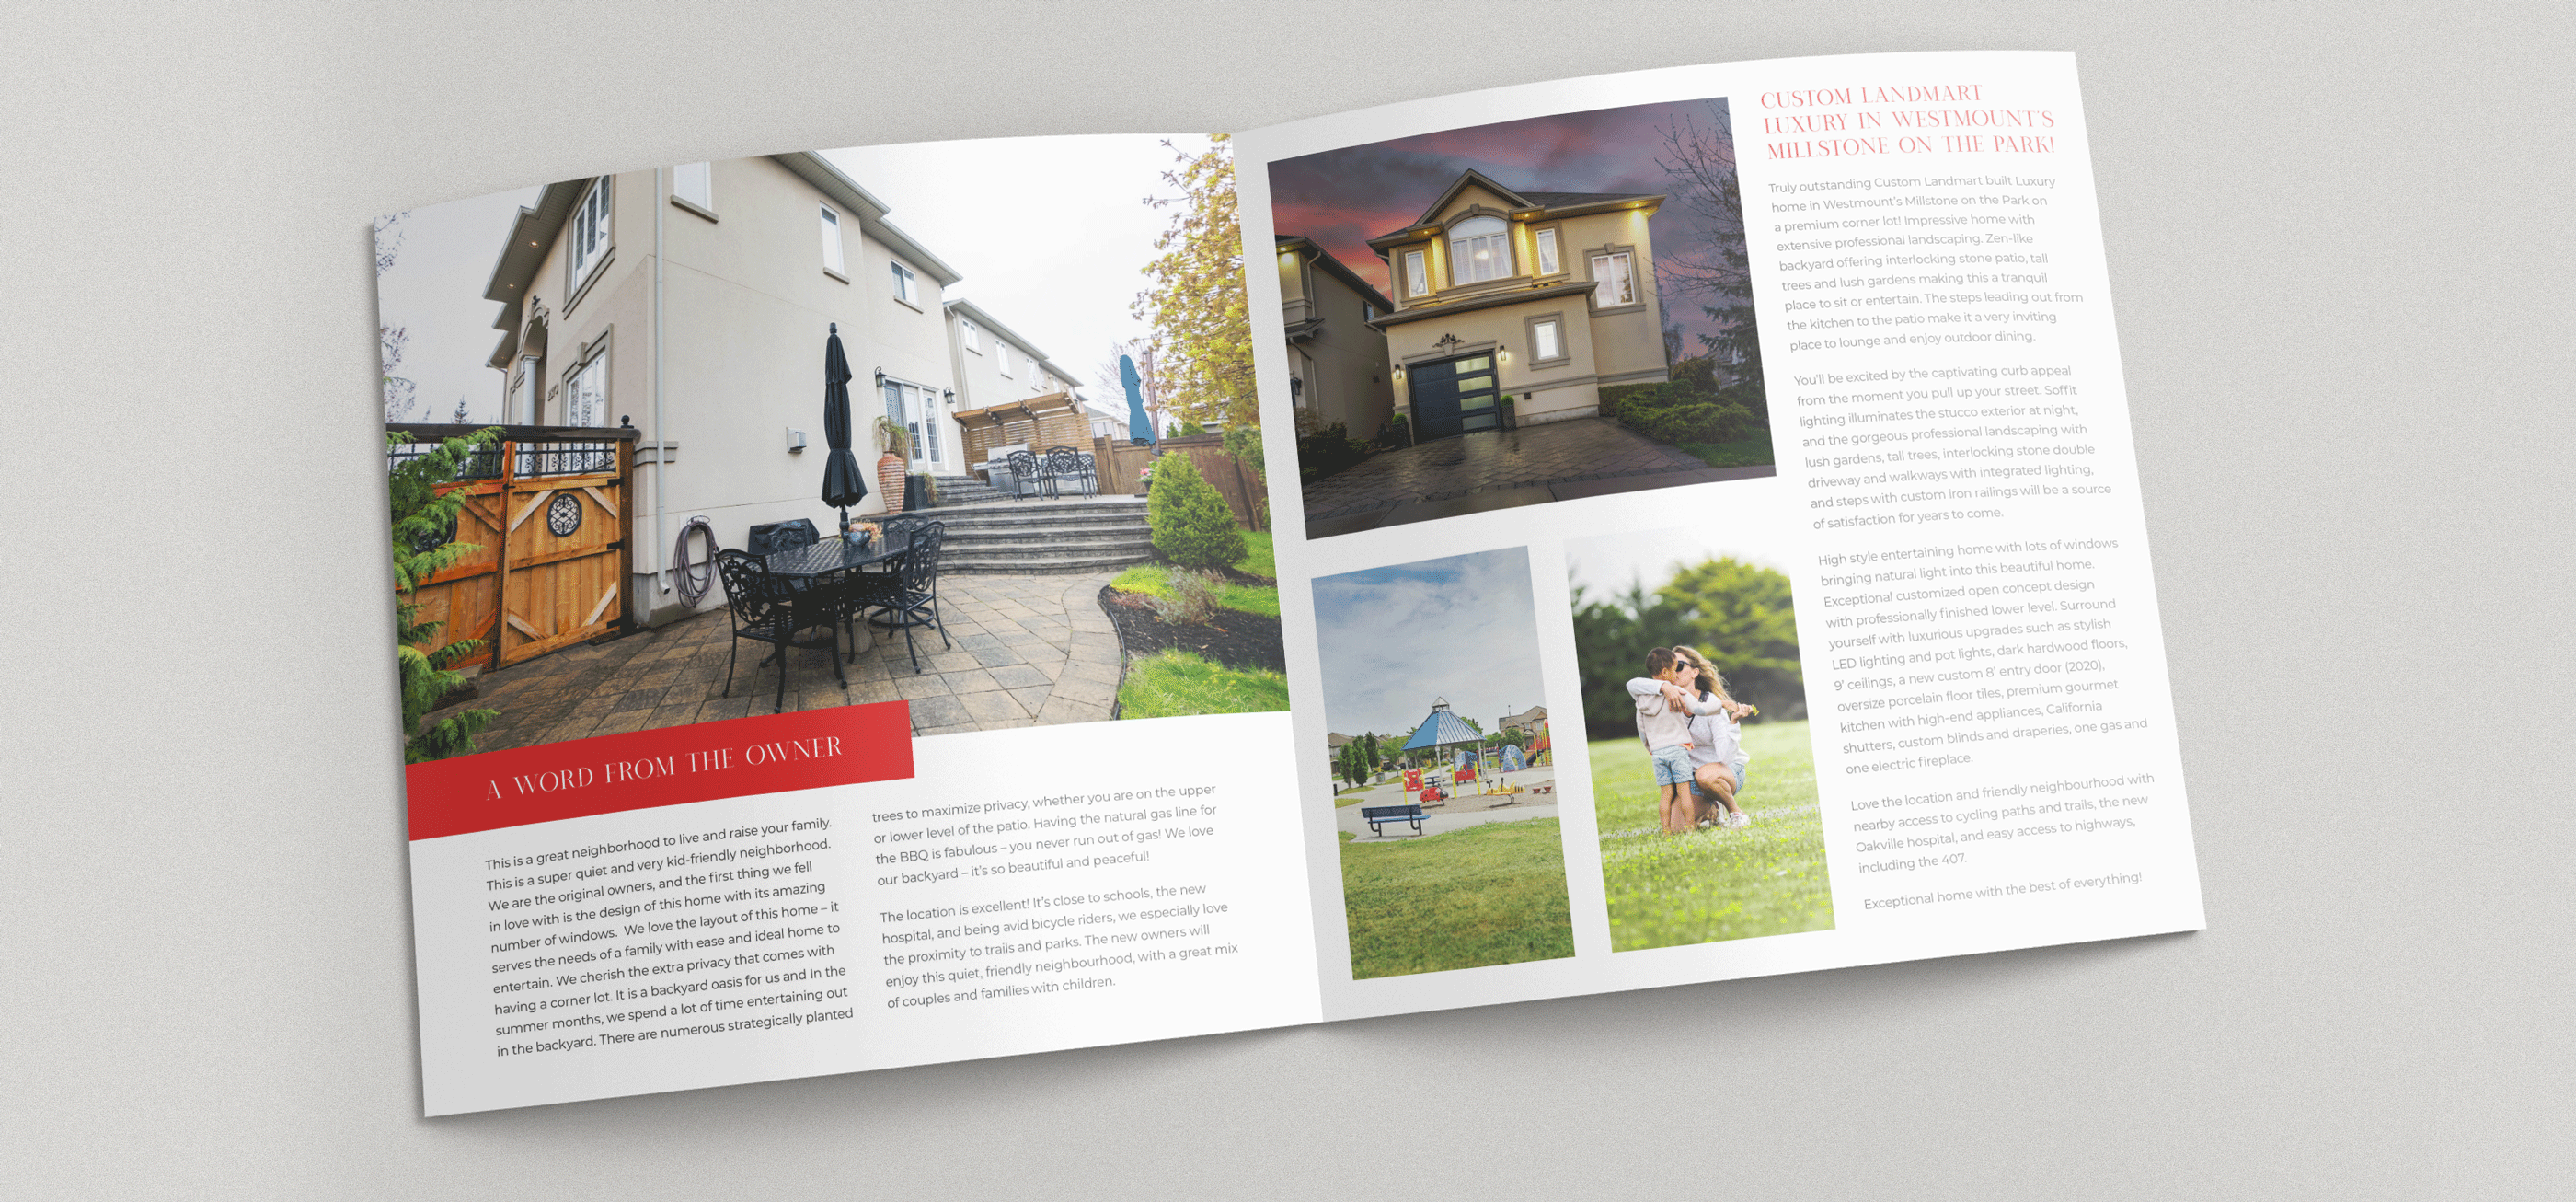 A WORD FROM THE OWNER
This is a great neighborhood to live and raise your family.
This is a super quiet and very kid-friendly neighborhood.
We are the original owners, and the first thing we fell
in love with is the design of this home with its amazing
number of windows. We love the layout of this home – it
serves the needs of a family with ease and ideal home to
entertain. We cherish the extra privacy that comes with
having a corner lot. It is a backyard oasis for us and In the
summer months, we spend a lot of time entertaining out
in the backyard. There are numerous strategically planted
trees to maximize privacy, whether you are on the upper
or lower level of the patio. Having the natural gas line for
the BBQ is fabulous – you never run out of gas! We love
our backyard – it's so beautiful and peaceful!
The location is excellent! It's close to schools, the new
hospital, and being avid bicycle riders, we especially love
the proximity to trails and parks. The new owners will
enjoy this quiet, friendly neighbourhood, with a great mix
of couples and families with children.
CUSTOM LANDMART
LUXURY IN WESTMOUNT'S
MILLSTONE ON THE PARK!
Truly outstanding Custom Landmart built Luxury
home in Westmount's Millstone on the Park on
a premium corner lot! Impressive home with
extensive professional landscaping. Zen-like
backyard offering interlocking stone patio, tall
trees and lush gardens making this a tranquil
place to sit or entertain. The steps leading out from
the kitchen to the patio make it a very inviting
place to lounge and enjoy outdoor dining.
You'll be excited by the captivating curb appeal
from the moment you pull up your street. Soffit
lighting illuminates the stucco exterior at night,
and the gorgeous professional landscaping with
lush gardens, tall trees, interlocking stone double
driveway and walkways with integrated lighting,
and steps with custom iron railings will be a source
of satisfaction for years to come.
High style entertaining home with lots of windows
bringing natural light into this beautiful home.
Exceptional customized open concept design
with professionally finished lower level. Surround
yourself with luxurious upgrades such as stylish
LED lighting and pot lights, dark hardwood floors,
9' ceilings, a new custom 8' entry door (2020),
oversize porcelain floor tiles, premium gourmet
kitchen with high-end appliances, California
shutters, custom blinds and draperies, one gas and
one electric fireplace.
Love the location and friendly neighbourhood with
nearby access to cycling paths and trails, the new
Oakville hospital, and easy access to highways,
including the 407.
Exceptional home with the best of everything!